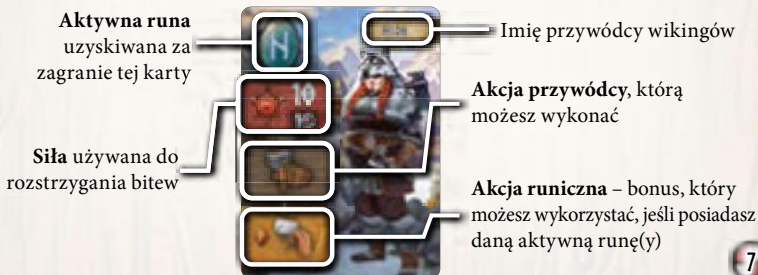 Aktywna runa
uzyskiwana za
zagranie tej karty
Siła używana do
rozstrzygania bitew
10
Imię przywódcy wikingów
Akcja przywódcy, którą
możesz wykonać
Akcja runiczna – bonus, który
możesz wykorzystać, jeśli posiadasz
daną aktywną runę(y)
7